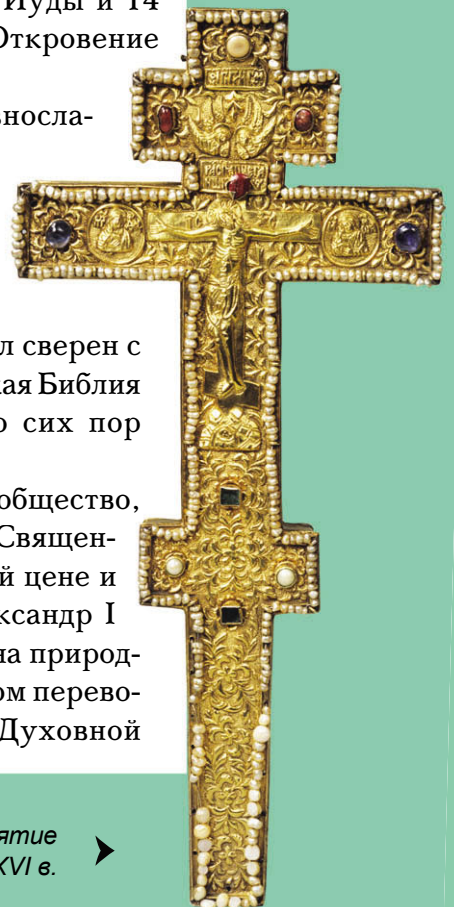 Иуды и 14
Откровение
вносла-
л сверен с
кая Библия
о сих пор
общество,
Священ-
й цене и
ксандр I
на природ-
ом перево-
Духовной
ятие
XVI в.